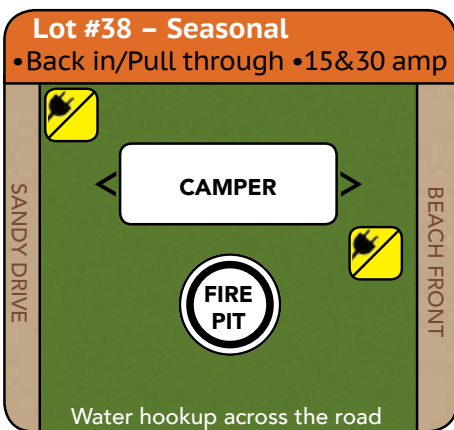 Lot #38 – Seasonal
•Back in/Pull through •15&30 amp
SANDY DRIVE
< CAMPER >
BEACH FRONT
FIRE
PIT
Water hookup across the road